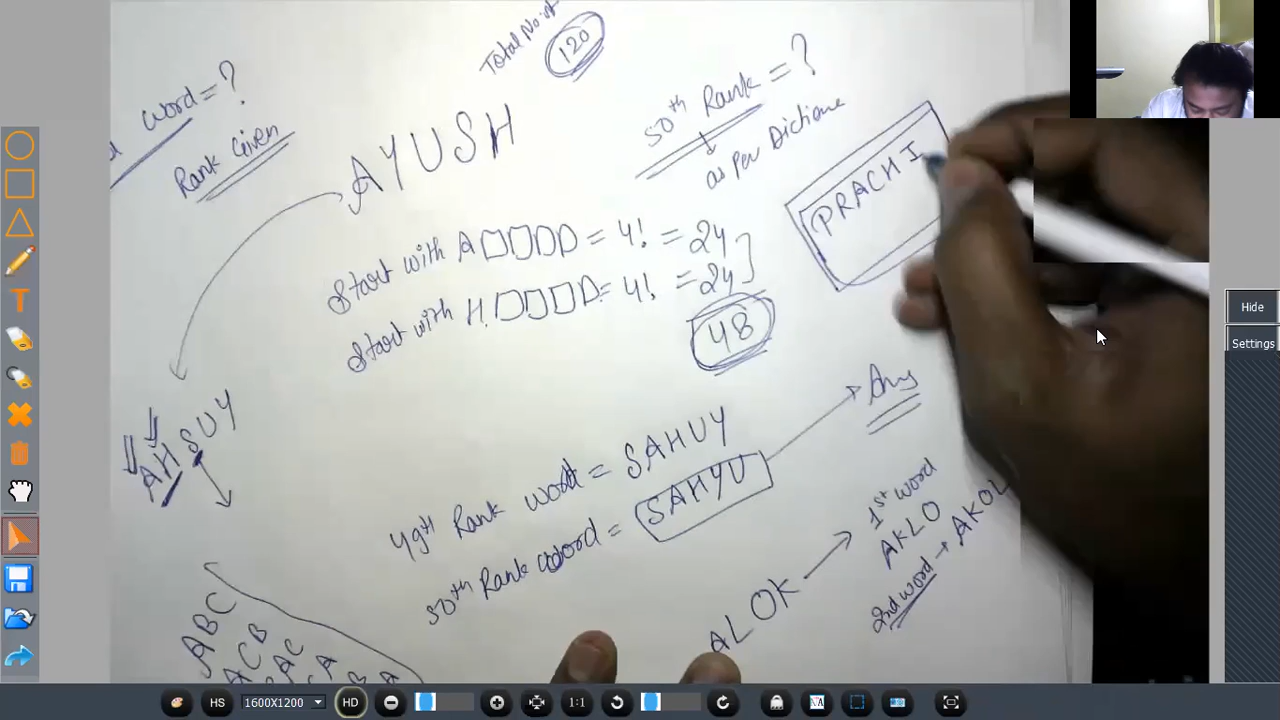 Total No. of
120
Word = ?
Rank Given
AYUSH
50th Rank = ?
as per Dictiona
PRACHI
Start with A□□□□ = 4! = 24
Start with H□□□□ = 4! = 24
48
AHSUY
Ans
49th Rank word = SAHUY
50th Rank word = SAHYU
1st word
AKLO
2nd word → AKOL
ALOK
ABC
ACB
Hide
Settings
HS
1600X1200
HD
1:1